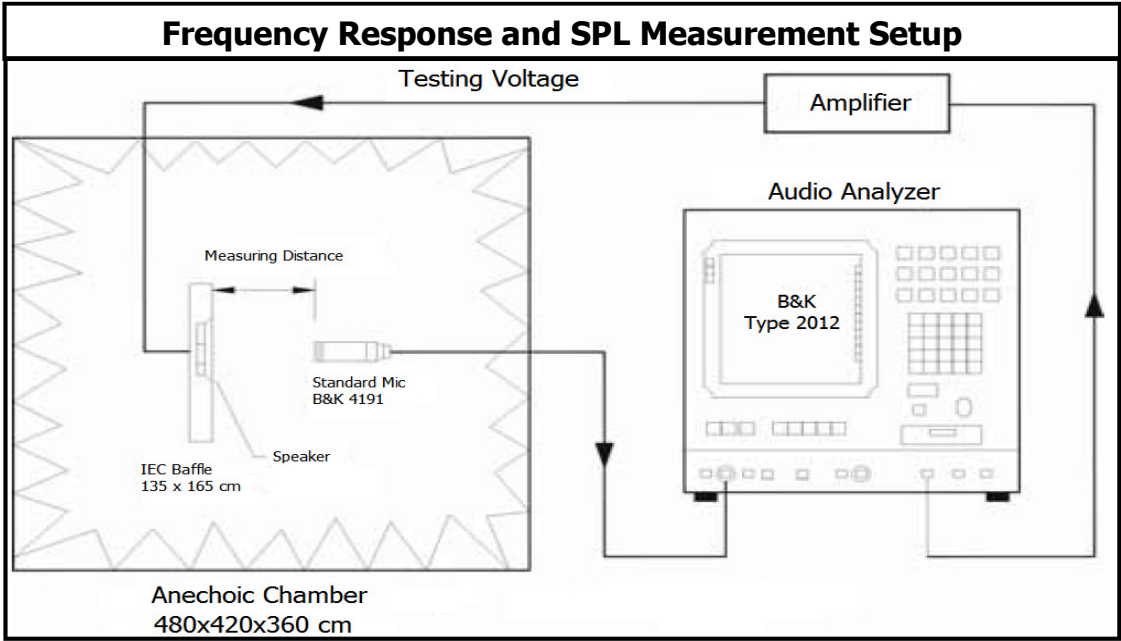 Frequency Response and SPL Measurement Setup
Testing Voltage
Amplifier
Audio Analyzer
Measuring Distance
B&K
Type 2012
Standard Mic
B&K 4191
Speaker
IEC Baffle
135 x 165 cm
Anechoic Chamber
480x420x360 cm